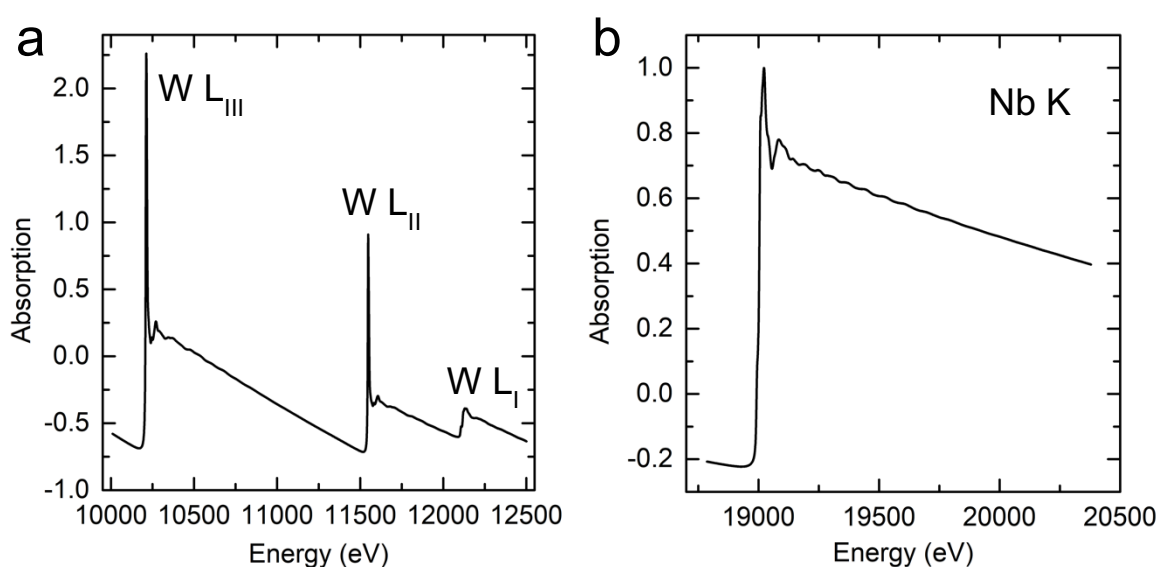 a
W L_III
W L_II
W L_I
2.0
1.5
1.0
0.5
0.0
-0.5
-1.0
Absorption
10000 10500 11000 11500 12000 12500
Energy (eV)
b
Nb K
1.0
0.8
0.6
0.4
0.2
0.0
-0.2
Absorption
19000 19500 20000 20500
Energy (eV)